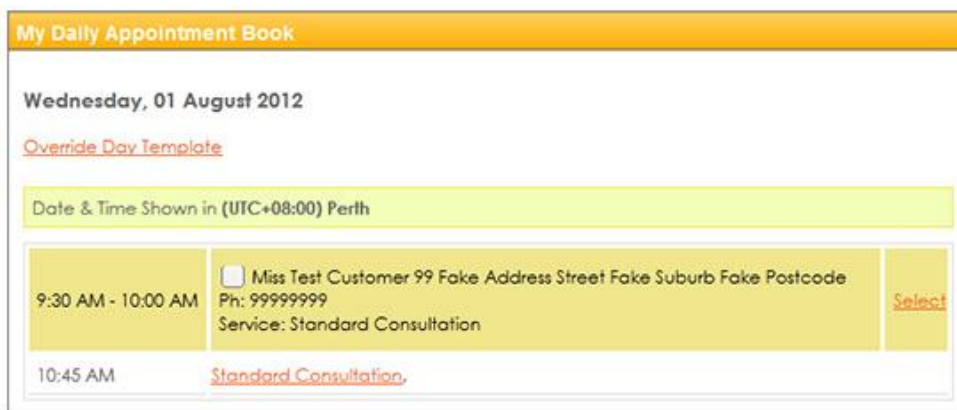 My Daily Appointment Book
Wednesday, 01 August 2012
Override Day Template
Date & Time Shown in (UTC+08:00) Perth
9:30 AM - 10:00 AM
Miss Test Customer 99 Fake Address Street Fake Suburb Fake Postcode
Ph: 99999999
Service: Standard Consultation
Select
10:45 AM
Standard Consultation,